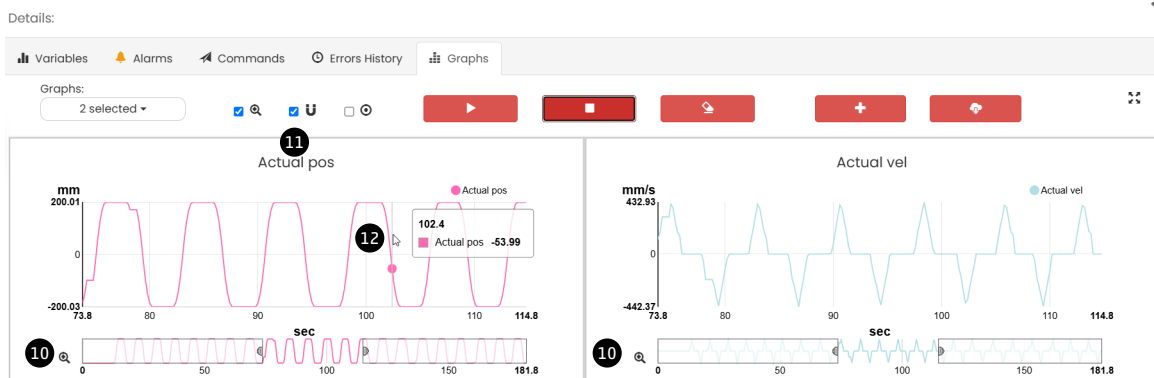 Details:
Variables Alarms Commands Errors History Graphs
Graphs:
2 selected
11
Actual pos
mm
Actual pos
200.01
0
-200.03
102.4
Actual pos -53.99
12
73.8 80 90 100 110 114.8
sec
10
0 50 100 150 181.8
Actual vel
mm/s
Actual vel
432.93
0
-442.37
73.8 80 90 100 110 114.8
sec
10
0 50 100 150 181.8